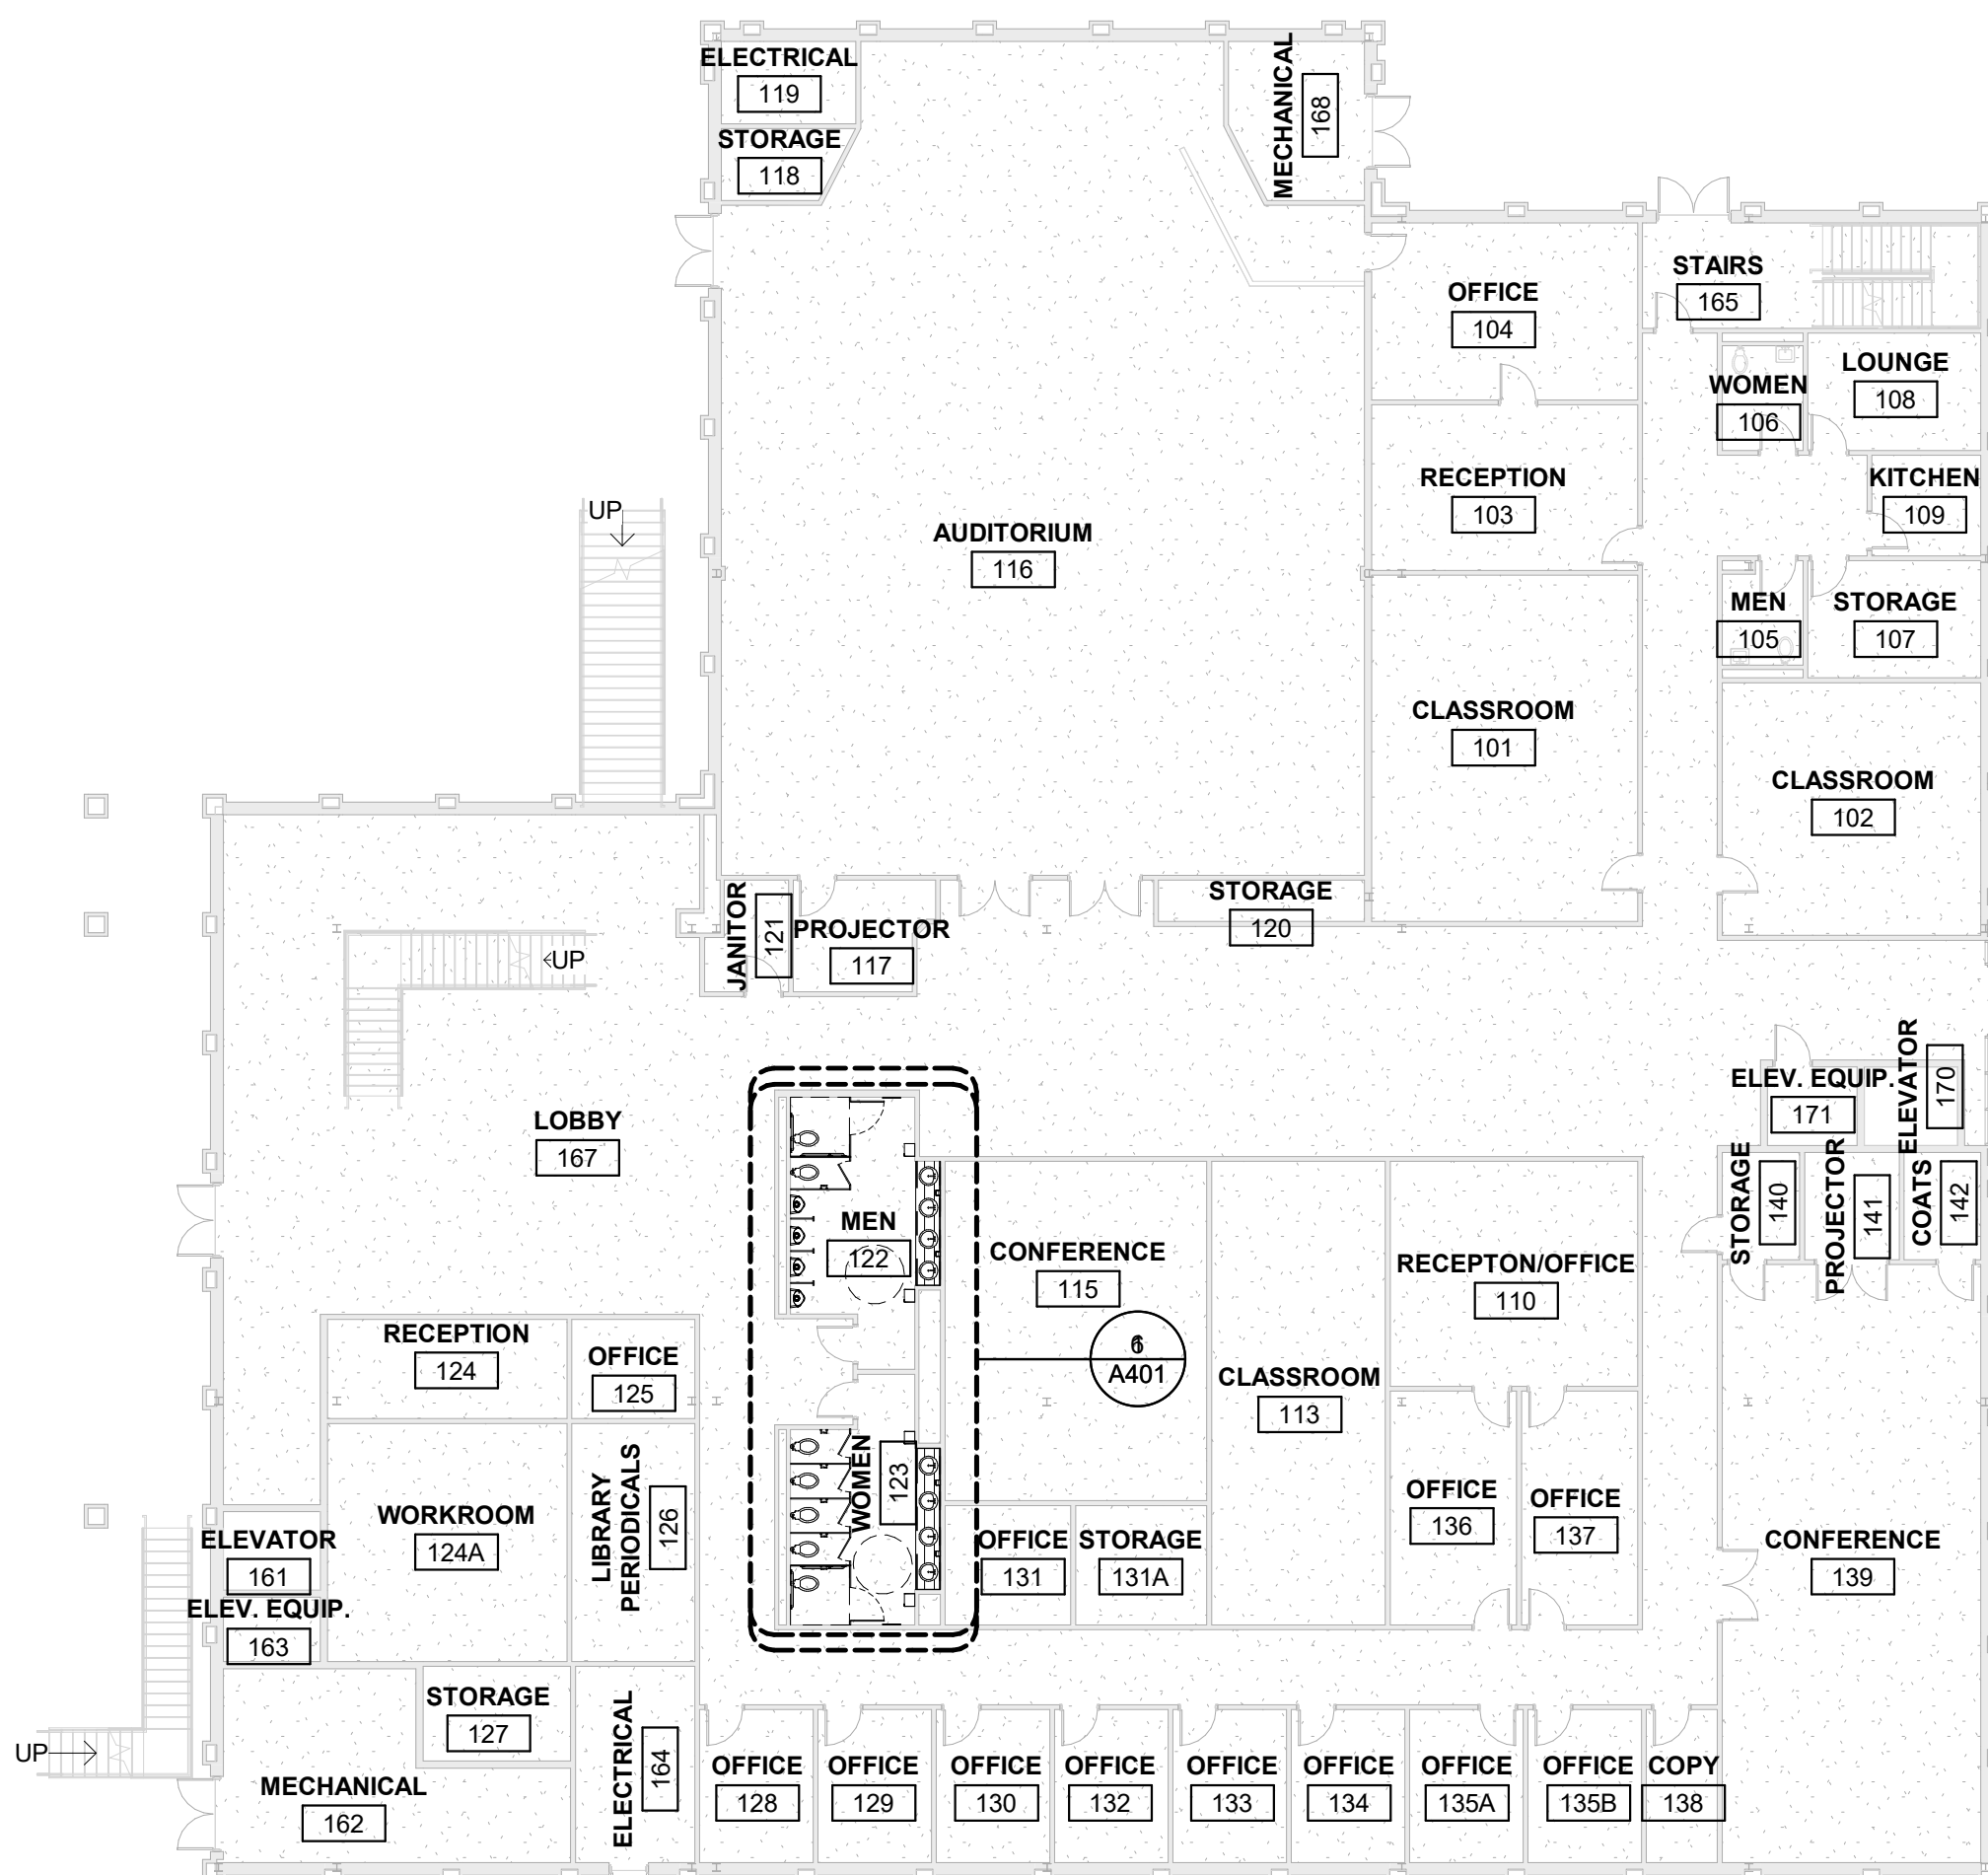 ELECTRICAL
119
STORAGE
118
MECHANICAL
168
STAIRS
165
OFFICE
104
LOUNGE
108
WOMEN
106
KITCHEN
109
RECEPTION
103
UP
AUDITORIUM
116
MEN
105
STORAGE
107
CLASSROOM
101
CLASSROOM
102
JANITOR
121
PROJECTOR
117
STORAGE
120
UP
LOBBY
167
ELEV. EQUIP.
171
ELEVATOR
170
STORAGE
140
PROJECTOR
141
COATS
142
MEN
122
CONFERENCE
115
RECEPTON/OFFICE
110
RECEPTION
124
OFFICE
125
A401
CLASSROOM
113
WORKROOM
124A
LIBRARY
PERIODICALS
126
WOMEN
123
OFFICE
136
OFFICE
137
ELEVATOR
161
OFFICE
131
STORAGE
131A
CONFERENCE
139
ELEV. EQUIP.
163
STORAGE
127
UP
MECHANICAL
162
ELECTRICAL
164
OFFICE
128
OFFICE
129
OFFICE
130
OFFICE
132
OFFICE
133
OFFICE
134
OFFICE
135A
OFFICE
135B
COPY
138